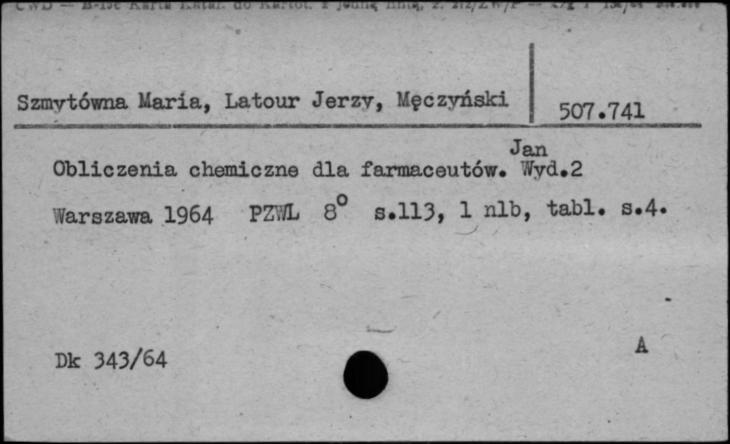 Szmytówna Maria, Latour Jerzy, Męczyński
507.741
Jan
Obliczenia chemiczne dla farmaceutów. Wyd.2
Warszawa 1964 PZWL 8° s.113, 1 nlb, tabl. s.4.
A
Dk 343/64